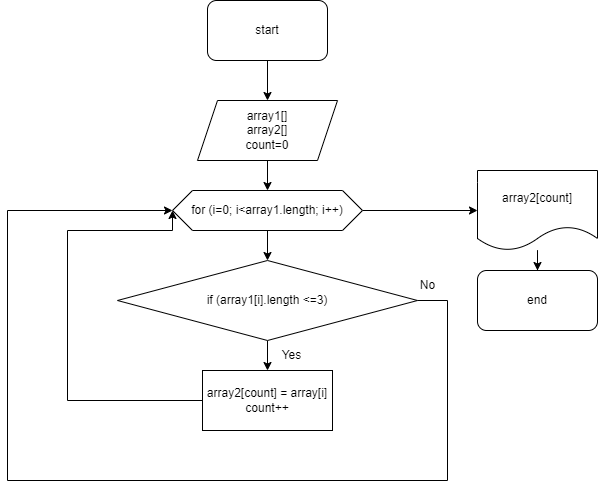 start
array1[]
array2[]
count=0
for (i=0; i<array1.length; i++)
array2[count]
if (array1[i].length <=3)
No
end
Yes
array2[count] = array[i]
count++